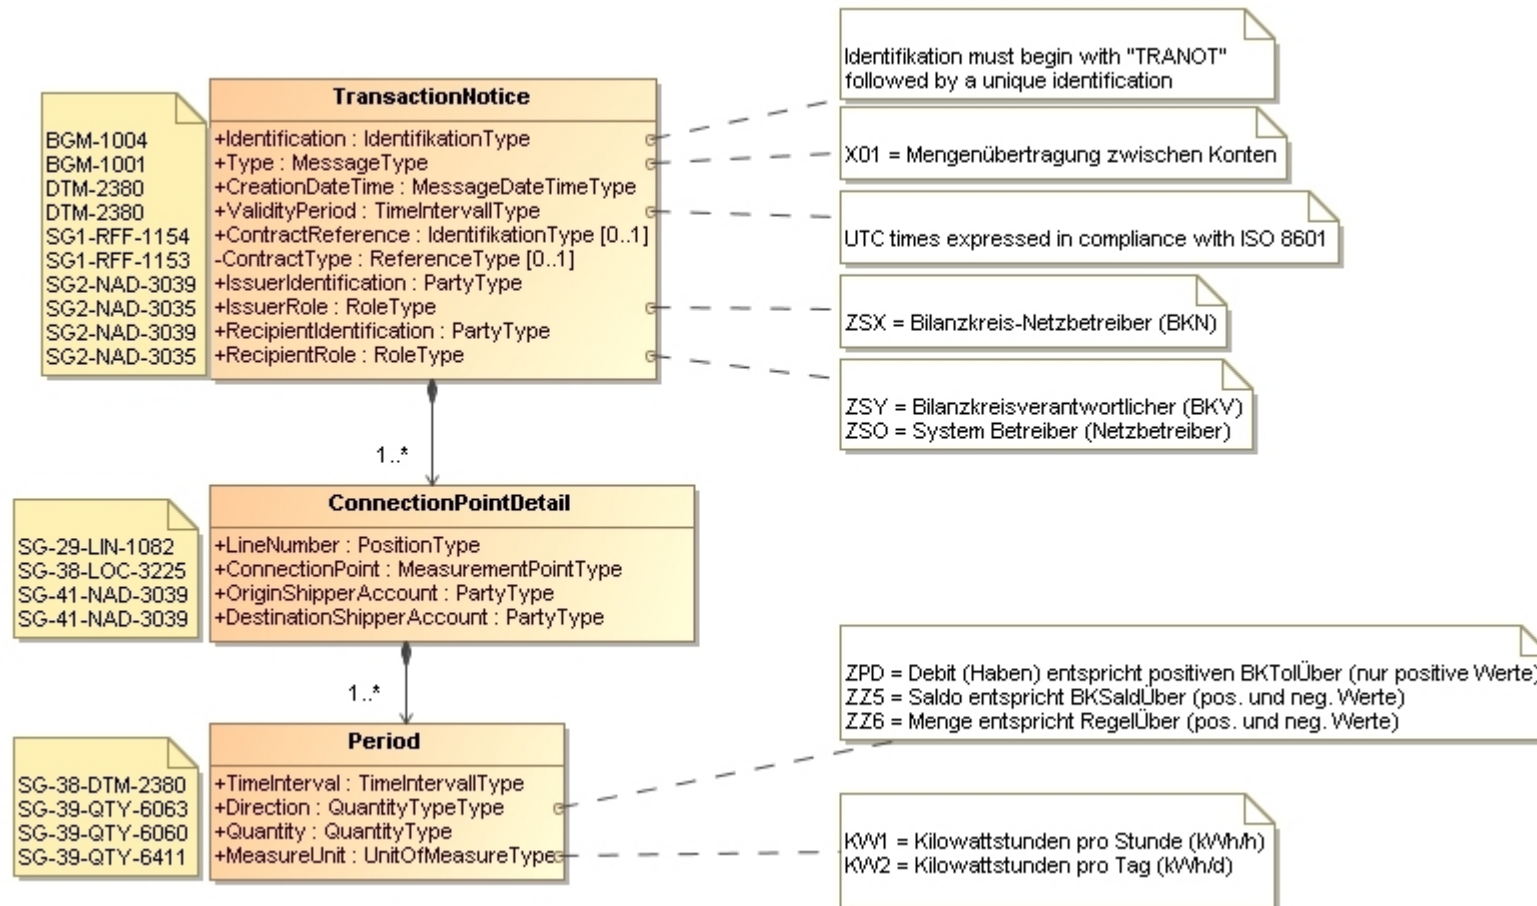 Identifikation must begin with "TRANOT"
followed by a unique identification
TransactionNotice
BGM-1004
BGM-1001
DTM-2380
DTM-2380
SG1-RFF-1154
SG1-RFF-1153
SG2-NAD-3039
SG2-NAD-3035
SG2-NAD-3039
SG2-NAD-3035
+Identification : IdentifikationType
+Type : MessageType
+CreationDateTime : MessageDateTimeType
+ValidityPeriod : TimeIntervallType
+ContractReference : IdentifikationType [0..1]
-ContractType : ReferenceType [0..1]
+IssuerIdentification : PartyType
+IssuerRole : RoleType
+RecipientIdentification : PartyType
+RecipientRole : RoleType
X01 = Mengenübertragung zwischen Konten
UTC times expressed in compliance with ISO 8601
ZSX = Bilanzkreis-Netzbetreiber (BKN)
ZSY = Bilanzkreisverantwortlicher (BKV)
ZSO = System Betreiber (Netzbetreiber)
1..*
ConnectionPointDetail
SG-29-LIN-1082
SG-38-LOC-3225
SG-41-NAD-3039
SG-41-NAD-3039
+LineNumber : PositionType
+ConnectionPoint : MeasurementPointType
+OriginShipperAccount : PartyType
+DestinationShipperAccount : PartyType
1..*
ZPD = Debit (Haben) entspricht positiven BKTolÜber (nur positive Werte)
ZZ5 = Saldo entspricht BKSaldÜber (pos. und neg. Werte)
ZZ6 = Menge entspricht RegelÜber (pos. und neg. Werte)
Period
SG-38-DTM-2380
SG-39-QTY-6063
SG-39-QTY-6060
SG-39-QTY-6411
+TimeInterval : TimeIntervallType
+Direction : QuantityTypeType
+Quantity : QuantityType
+MeasureUnit : UnitOfMeasureType
KW1 = Kilowattstunden pro Stunde (kWh/h)
KW2 = Kilowattstunden pro Tag (kWh/d)